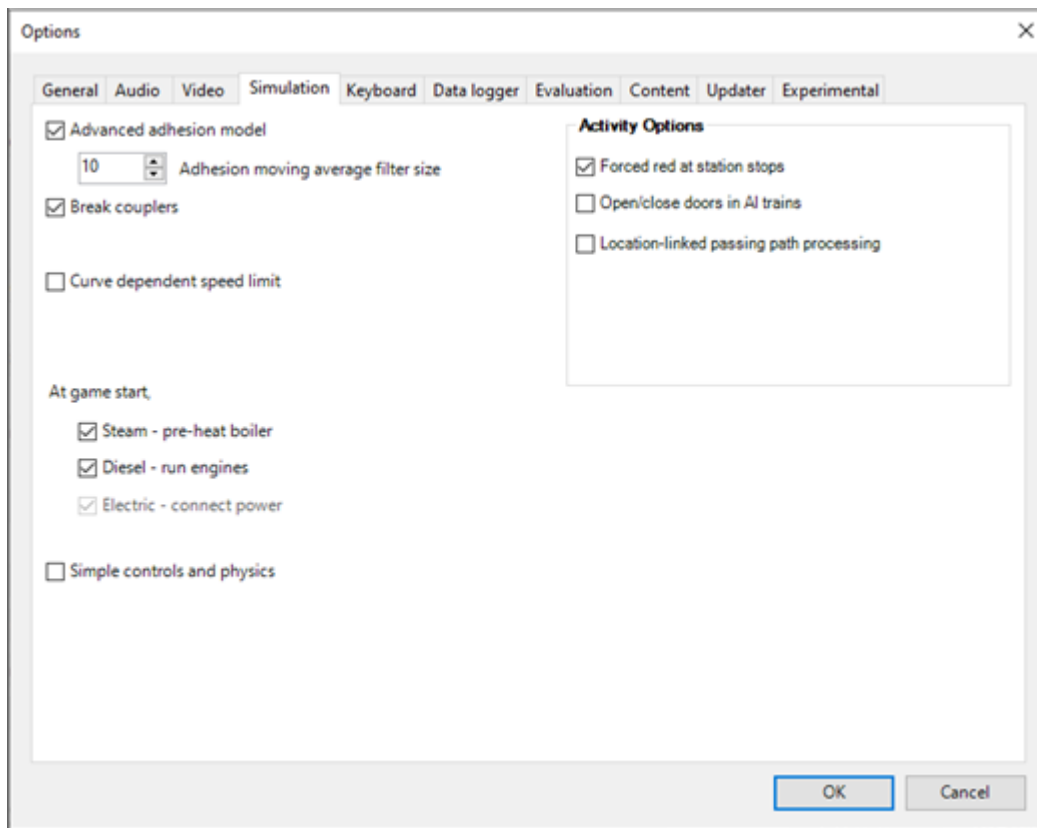 Options
General Audio Video Simulation Keyboard Data logger Evaluation Content Updater Experimental
Advanced adhesion model
10 Adhesion moving average filter size
Break couplers
Curve dependent speed limit
At game start,
Steam - pre-heat boiler
Diesel - run engines
Electric - connect power
Simple controls and physics
Activity Options
Forced red at station stops
Open/close doors in AI trains
Location-linked passing path processing
OK Cancel